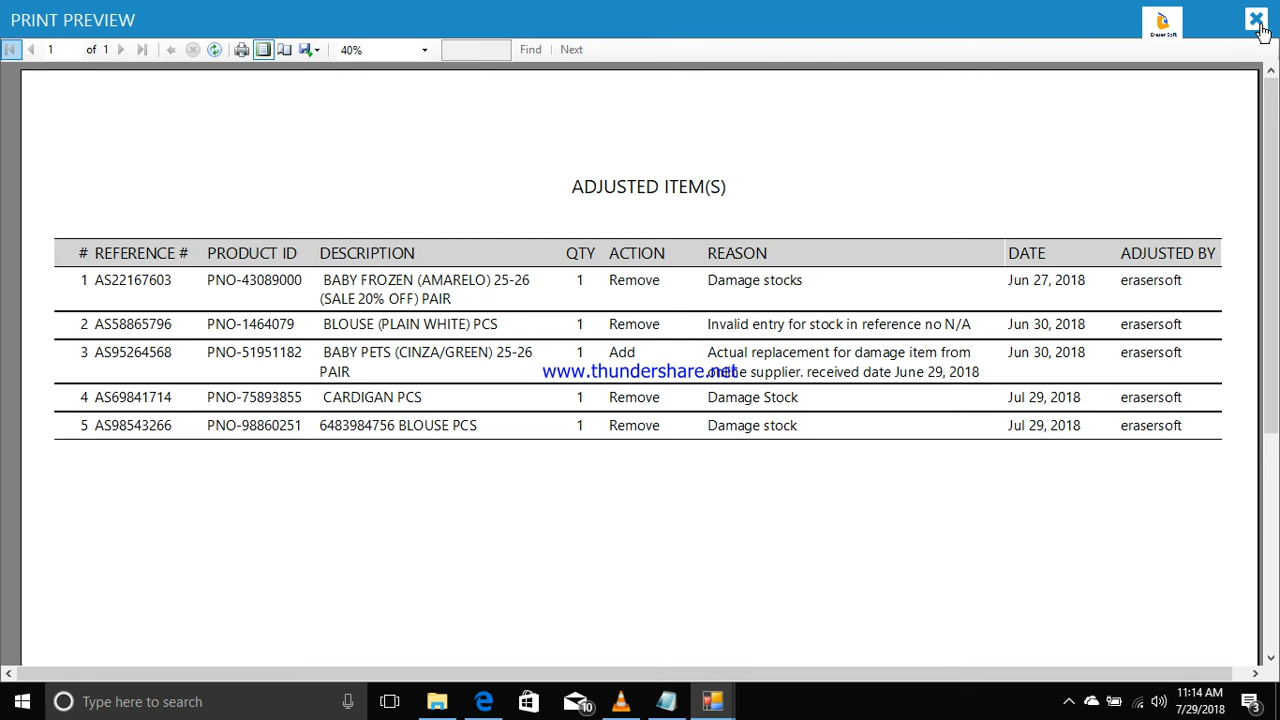 PRINT PREVIEW
Eraser Soft
1 of 1 40% Find Next
ADJUSTED ITEM(S)
# REFERENCE # PRODUCT ID DESCRIPTION QTY ACTION REASON DATE ADJUSTED BY
1 AS22167603 PNO-43089000 BABY FROZEN (AMARELO) 25-26 1 Remove Damage stocks Jun 27, 2018 erasersoft
(SALE 20% OFF) PAIR
2 AS58865796 PNO-1464079 BLOUSE (PLAIN WHITE) PCS 1 Remove Invalid entry for stock in reference no N/A Jun 30, 2018 erasersoft
3 AS95264568 PNO-51951182 BABY PETS (CINZA/GREEN) 25-26 1 Add Actual replacement for damage item from Jun 30, 2018 erasersoft
PAIR online supplier. received date June 29, 2018
www.thundershare.net
4 AS69841714 PNO-75893855 CARDIGAN PCS 1 Remove Damage Stock Jul 29, 2018 erasersoft
5 AS98543266 PNO-98860251 6483984756 BLOUSE PCS 1 Remove Damage stock Jul 29, 2018 erasersoft
Type here to search 10 11:14 AM
7/29/2018 3